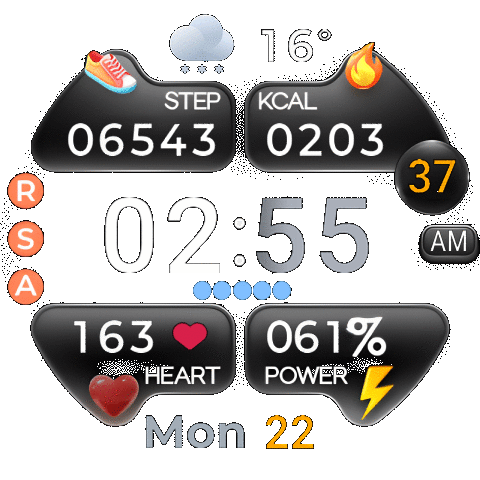 16°
STEP KCAL
06543 0203
37
R
S
A
02:55
AM
163 061%
HEART POWER
Mon 22